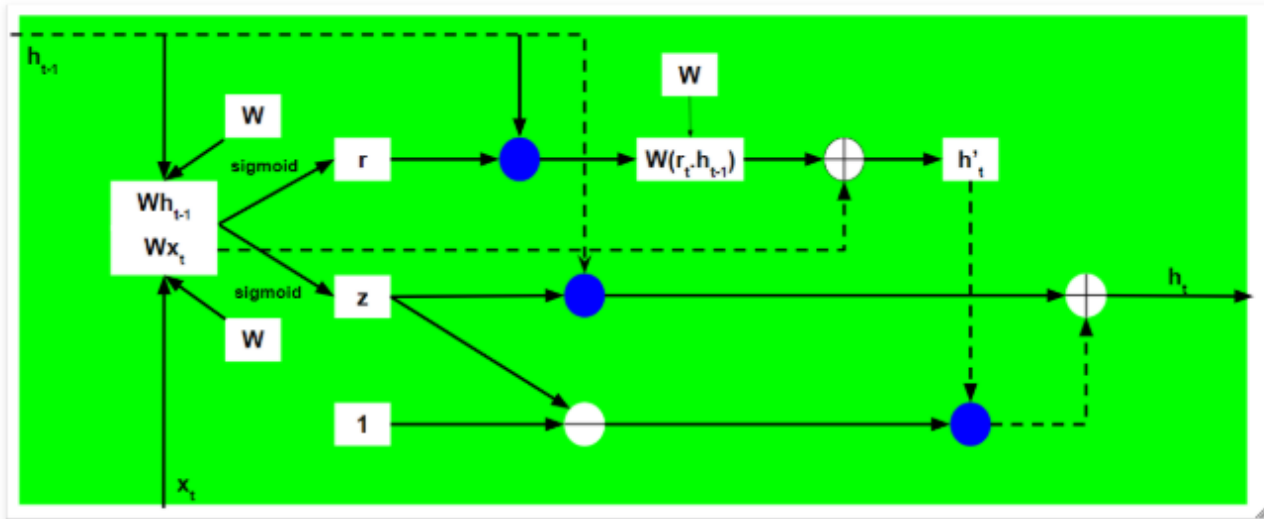 h_{t-1}
W
W
sigmoid
r
W(r_t.h_{t-1})
h'_t
Wh_{t-1}
Wx_t
sigmoid
z
h_t
W
1
x_t